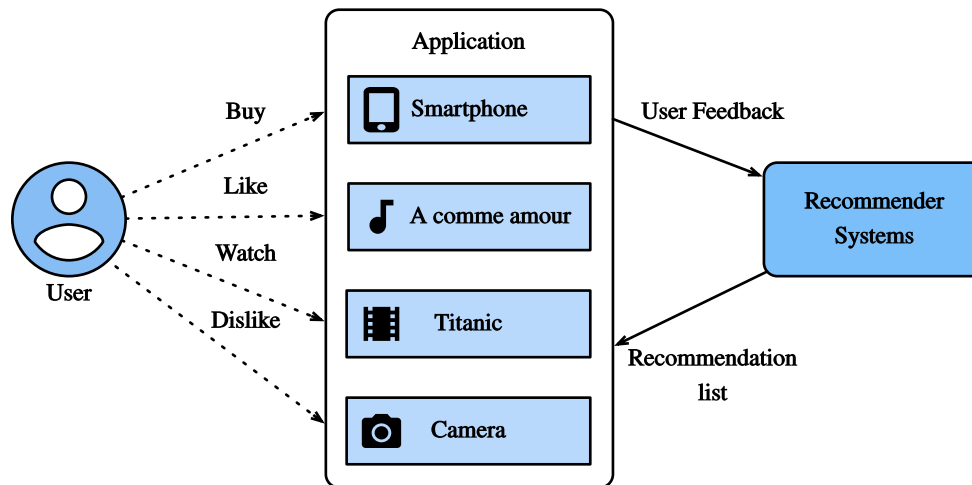 Application
Buy
Smartphone
User Feedback
Like
A comme amour
Recommender
Systems
Watch
User
Titanic
Dislike
Recommendation
list
Camera